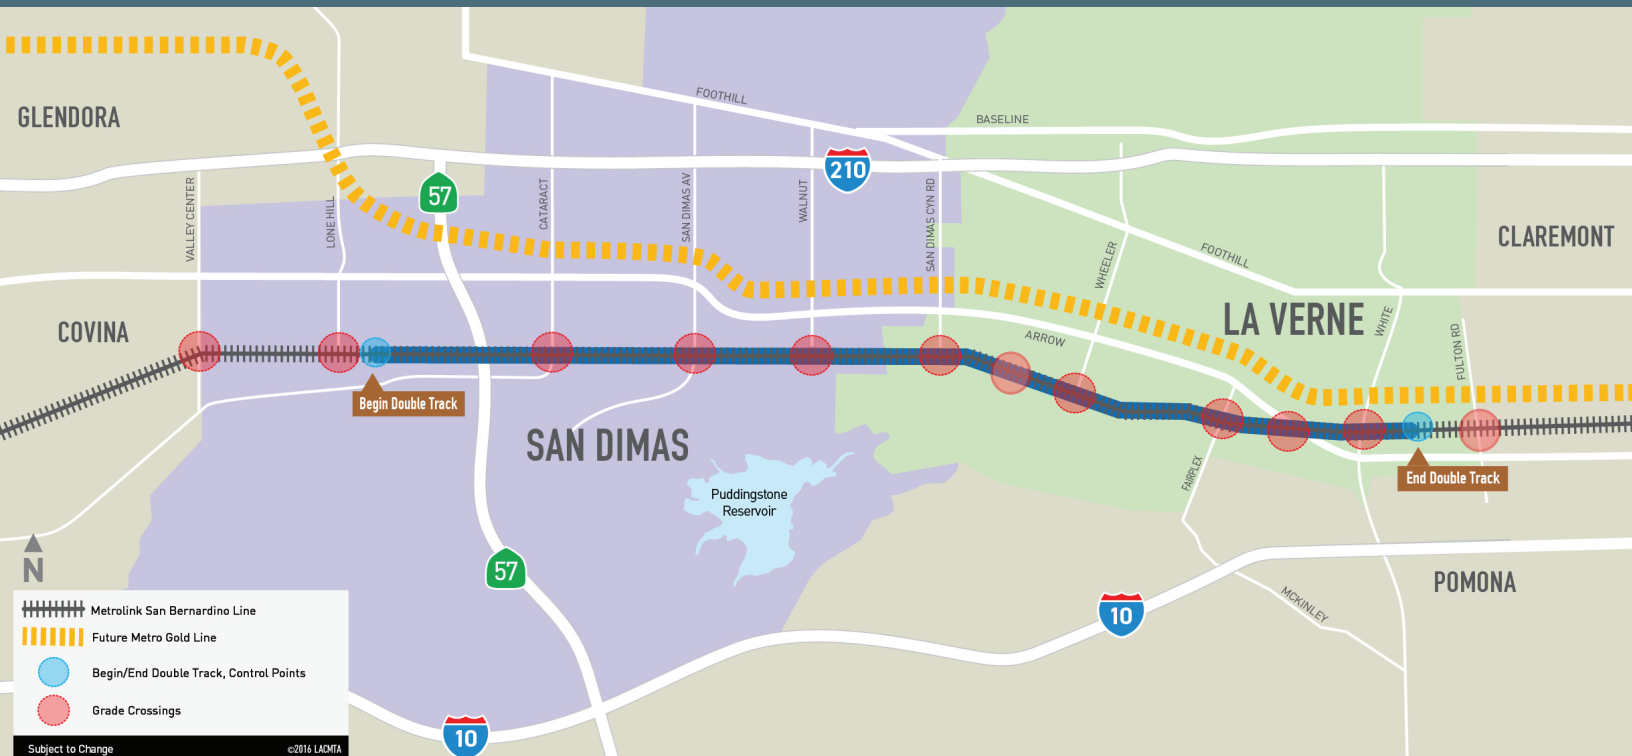 FOOTHILL
BASELINE
GLENDORA
210
57
VALLEY CENTER
LONE HILL
CATARACT
SAN DIMAS AV
WALNUT
SAN DIMAS CYN RD
WHEELER
FOOTHILL
CLAREMONT
LA VERNE
COVINA
ARROW
WHITE
FULTON RD
Begin Double Track
SAN DIMAS
FAIRPLEX
End Double Track
Puddingstone
Reservoir
N
57
10
MCKINLEY
POMONA
Metrolink San Bernardino Line
Future Metro Gold Line
Begin/End Double Track, Control Points
Grade Crossings
10
Subject to Change
©2016 LACMTA